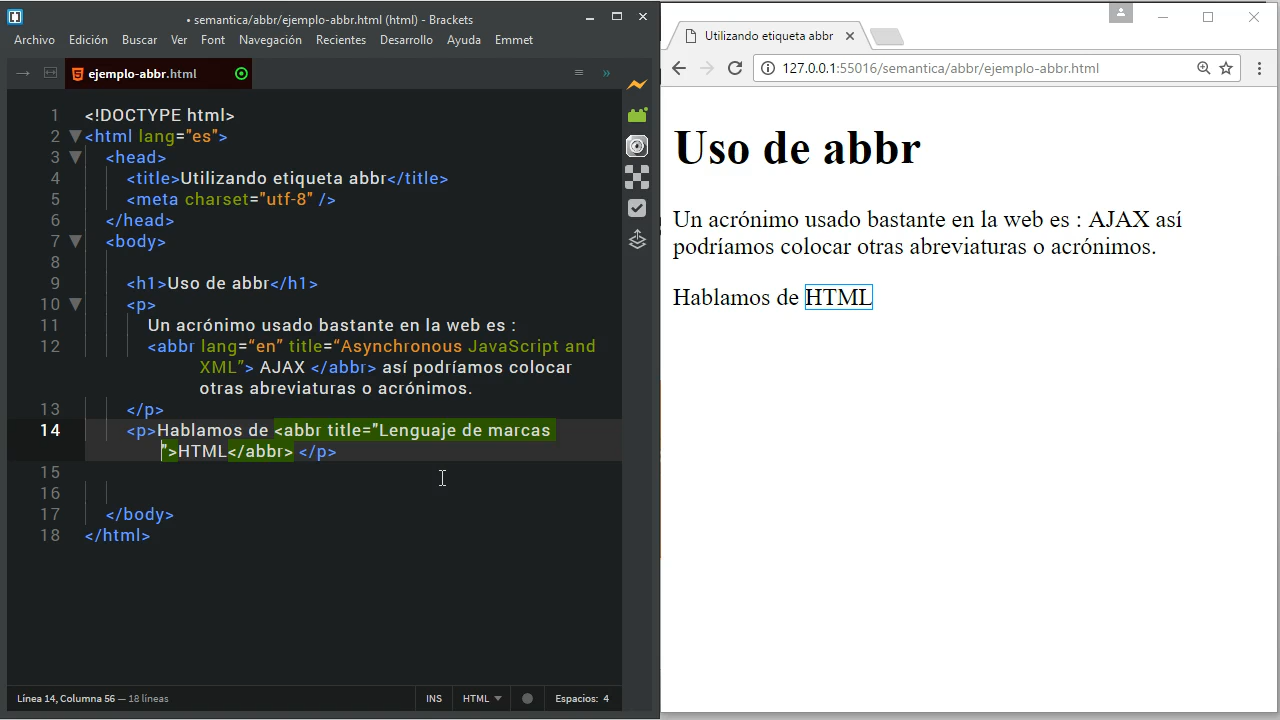 • semantica/abbr/ejemplo-abbr.html (html) - Brackets
Archivo Edición Buscar Ver Font Navegación Recientes Desarrollo Ayuda Emmet
ejemplo-abbr.html
1 <!DOCTYPE html>
2 <html lang="es">
3 <head>
4 <title>Utilizando etiqueta abbr</title>
5 <meta charset="utf-8" />
6 </head>
7 <body>
8
9 <h1>Uso de abbr</h1>
10 <p>
11 Un acrónimo usado bastante en la web es :
12 <abbr lang=“en” title=“Asynchronous JavaScript and
XML”> AJAX </abbr> así podríamos colocar
otras abreviaturas o acrónimos.
13 </p>
14 <p>Hablamos de <abbr title="Lenguaje de marcas
">HTML</abbr> </p>
15
16
17 </body>
18 </html>
Línea 14, Columna 56 — 18 líneas INS HTML Espacios: 4
Utilizando etiqueta abbr
127.0.0.1:55016/semantica/abbr/ejemplo-abbr.html
Uso de abbr
Un acrónimo usado bastante en la web es : AJAX así
podríamos colocar otras abreviaturas o acrónimos.
Hablamos de HTML